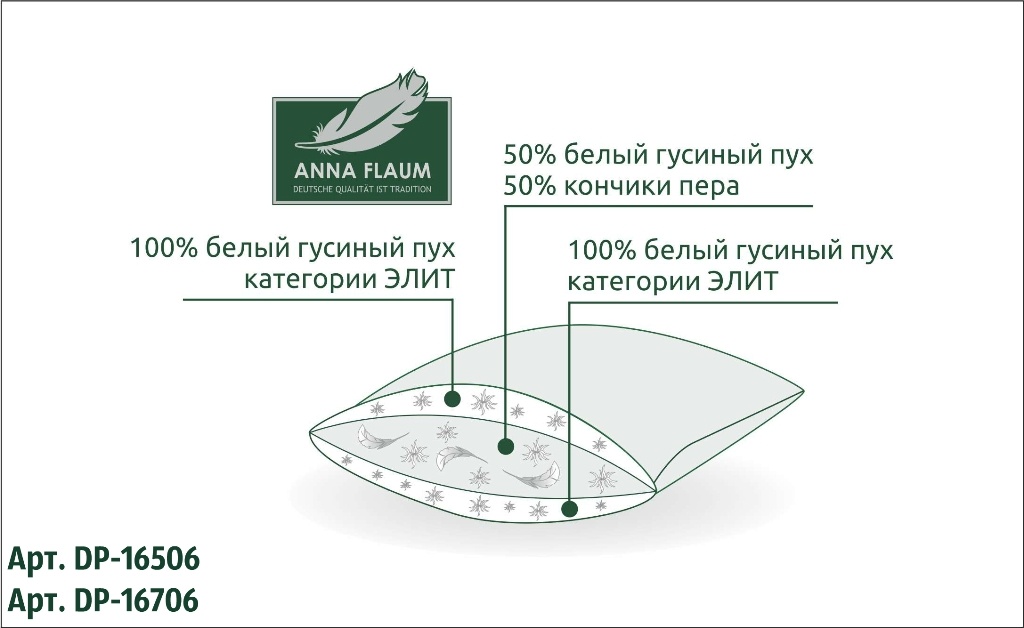 ANNA FLAUM
DEUTSCHE QUALITÄT IST TRADITION
50% белый гусиный пух
50% кончики пера
100% белый гусиный пух
категории ЭЛИТ
100% белый гусиный пух
категории ЭЛИТ
Арт. DP-16506
Арт. DP-16706